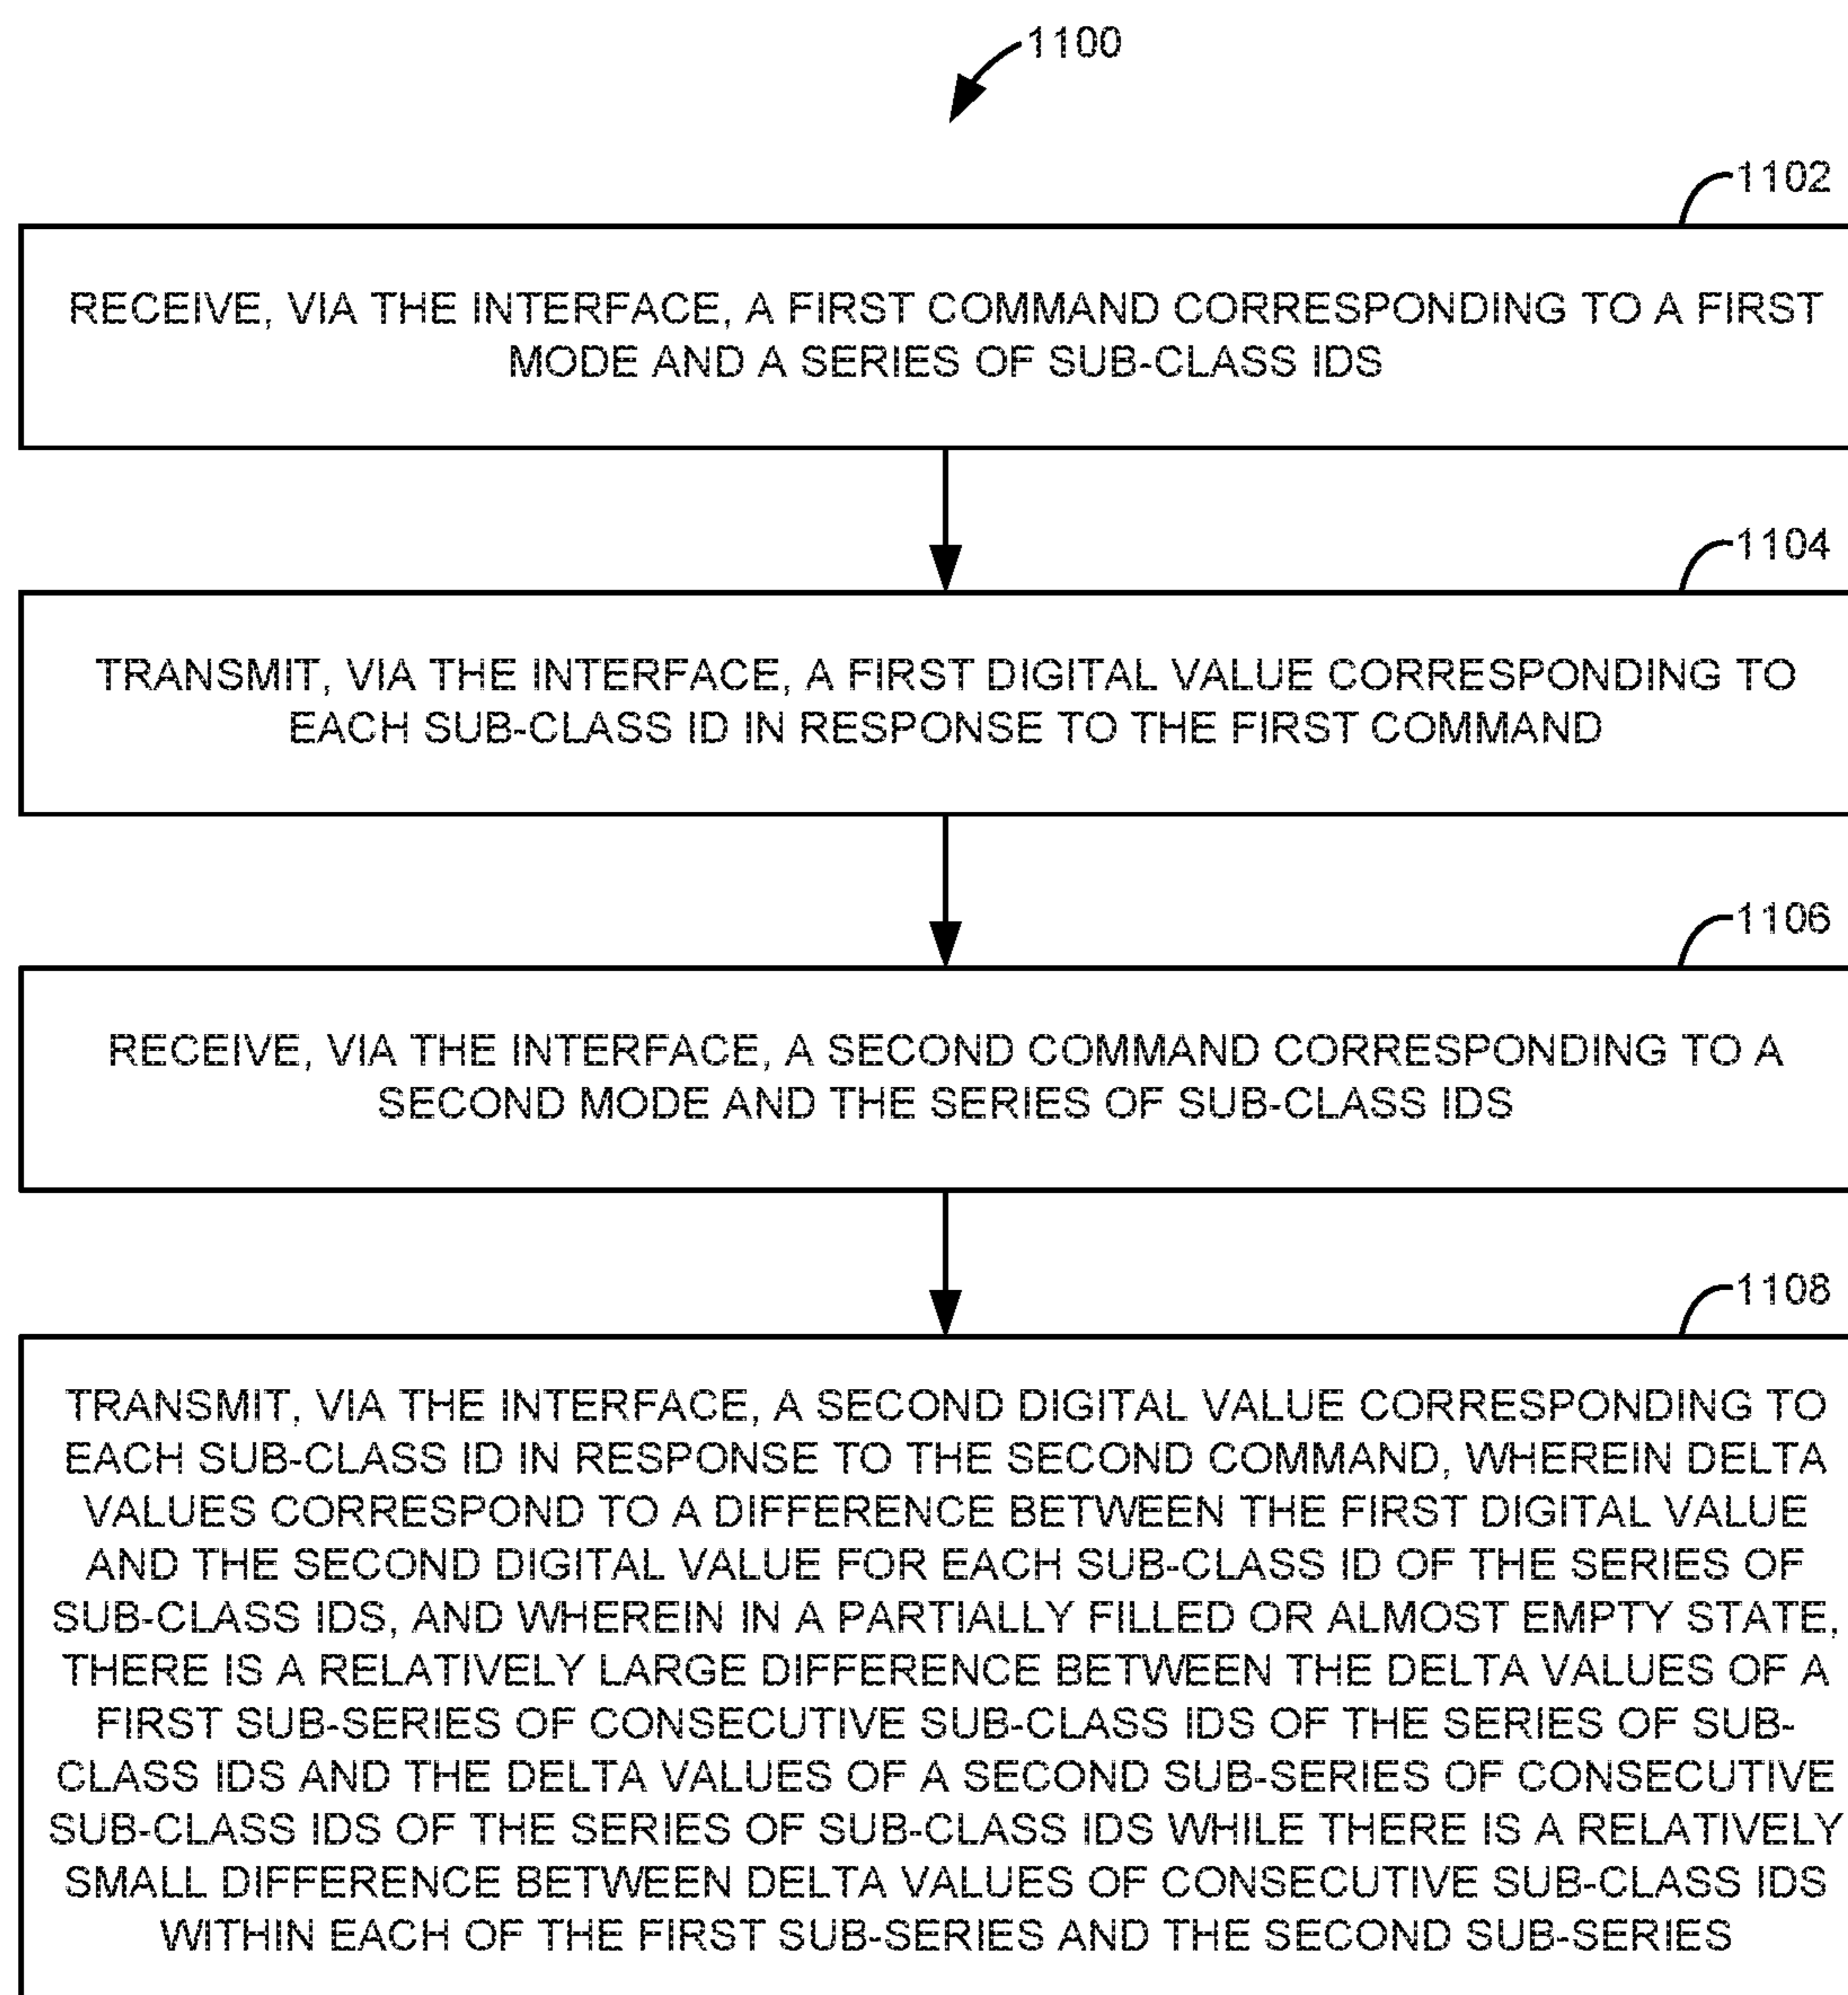 1100
1102
RECEIVE, VIA THE INTERFACE, A FIRST COMMAND CORRESPONDING TO A FIRST
MODE AND A SERIES OF SUB-CLASS IDS
1104
TRANSMIT, VIA THE INTERFACE, A FIRST DIGITAL VALUE CORRESPONDING TO
EACH SUB-CLASS ID IN RESPONSE TO THE FIRST COMMAND
1106
RECEIVE, VIA THE INTERFACE, A SECOND COMMAND CORRESPONDING TO A
SECOND MODE AND THE SERIES OF SUB-CLASS IDS
1108
TRANSMIT, VIA THE INTERFACE, A SECOND DIGITAL VALUE CORRESPONDING TO
EACH SUB-CLASS ID IN RESPONSE TO THE SECOND COMMAND, WHEREIN DELTA
VALUES CORRESPOND TO A DIFFERENCE BETWEEN THE FIRST DIGITAL VALUE
AND THE SECOND DIGITAL VALUE FOR EACH SUB-CLASS ID OF THE SERIES OF
SUB-CLASS IDS, AND WHEREIN IN A PARTIALLY FILLED OR ALMOST EMPTY STATE,
THERE IS A RELATIVELY LARGE DIFFERENCE BETWEEN THE DELTA VALUES OF A
FIRST SUB-SERIES OF CONSECUTIVE SUB-CLASS IDS OF THE SERIES OF SUB-
CLASS IDS AND THE DELTA VALUES OF A SECOND SUB-SERIES OF CONSECUTIVE
SUB-CLASS IDS OF THE SERIES OF SUB-CLASS IDS WHILE THERE IS A RELATIVELY
SMALL DIFFERENCE BETWEEN DELTA VALUES OF CONSECUTIVE SUB-CLASS IDS
WITHIN EACH OF THE FIRST SUB-SERIES AND THE SECOND SUB-SERIES